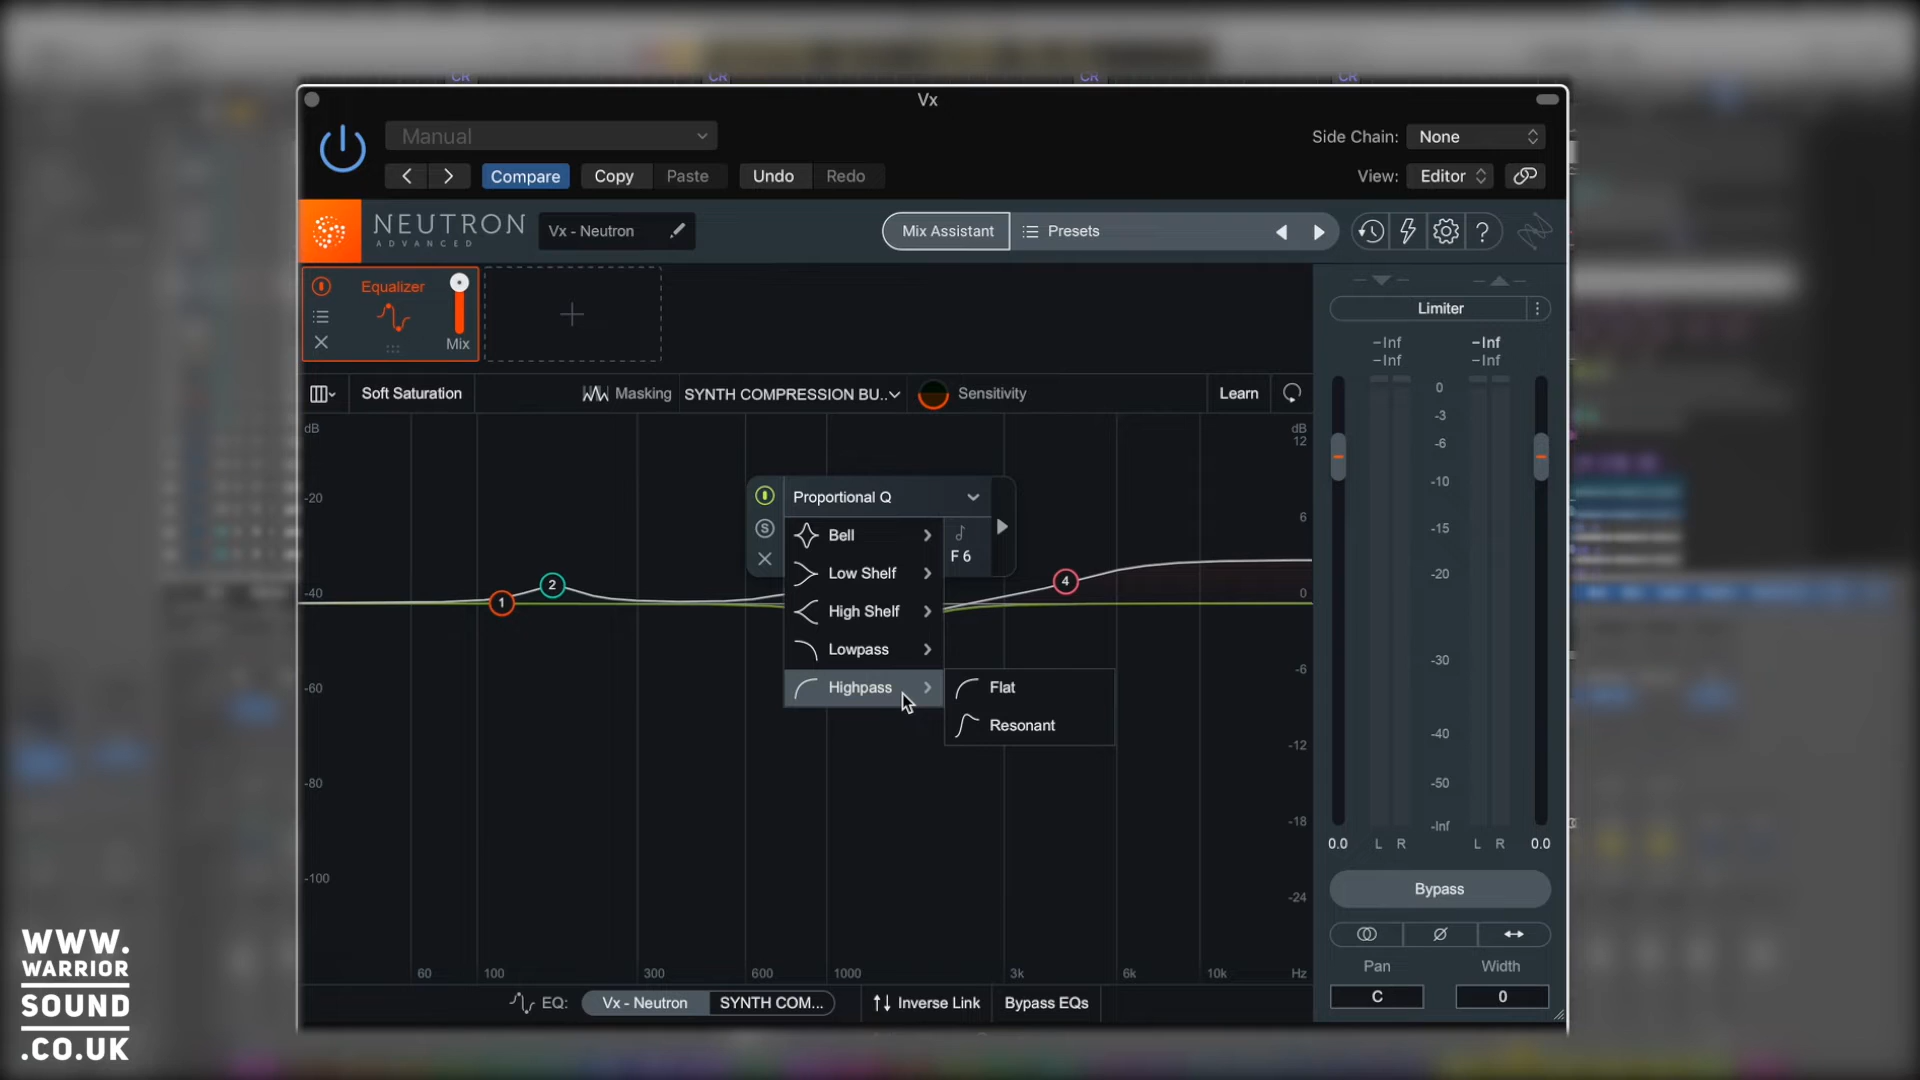 CR CR CR CR
Vx
Manual
Side Chain: None
Compare Copy Paste Undo Redo
View: Editor
NEUTRON
ADVANCED
Vx - Neutron
Mix Assistant
Presets
?
Equalizer
Mix
Limiter
-Inf -Inf
-Inf -Inf
Soft Saturation
Masking
SYNTH COMPRESSION BU..
Sensitivity
Learn
dB
-20
-40
-60
-80
-100
dB
12
6
0
-6
-12
-18
-24
Proportional Q
S
Bell
Low Shelf
High Shelf
Lowpass
Highpass
F 6
Flat
Resonant
1
2
4
60 100 300 600 1000 3k 6k 10k Hz
0
-3
-6
-10
-15
-20
-30
-40
-50
-Inf
0.0 L R L R 0.0
Bypass
Pan Width
C 0
EQ: Vx - Neutron SYNTH COM... Inverse Link Bypass EQs
WWW.
WARRIOR
SOUND
.CO.UK